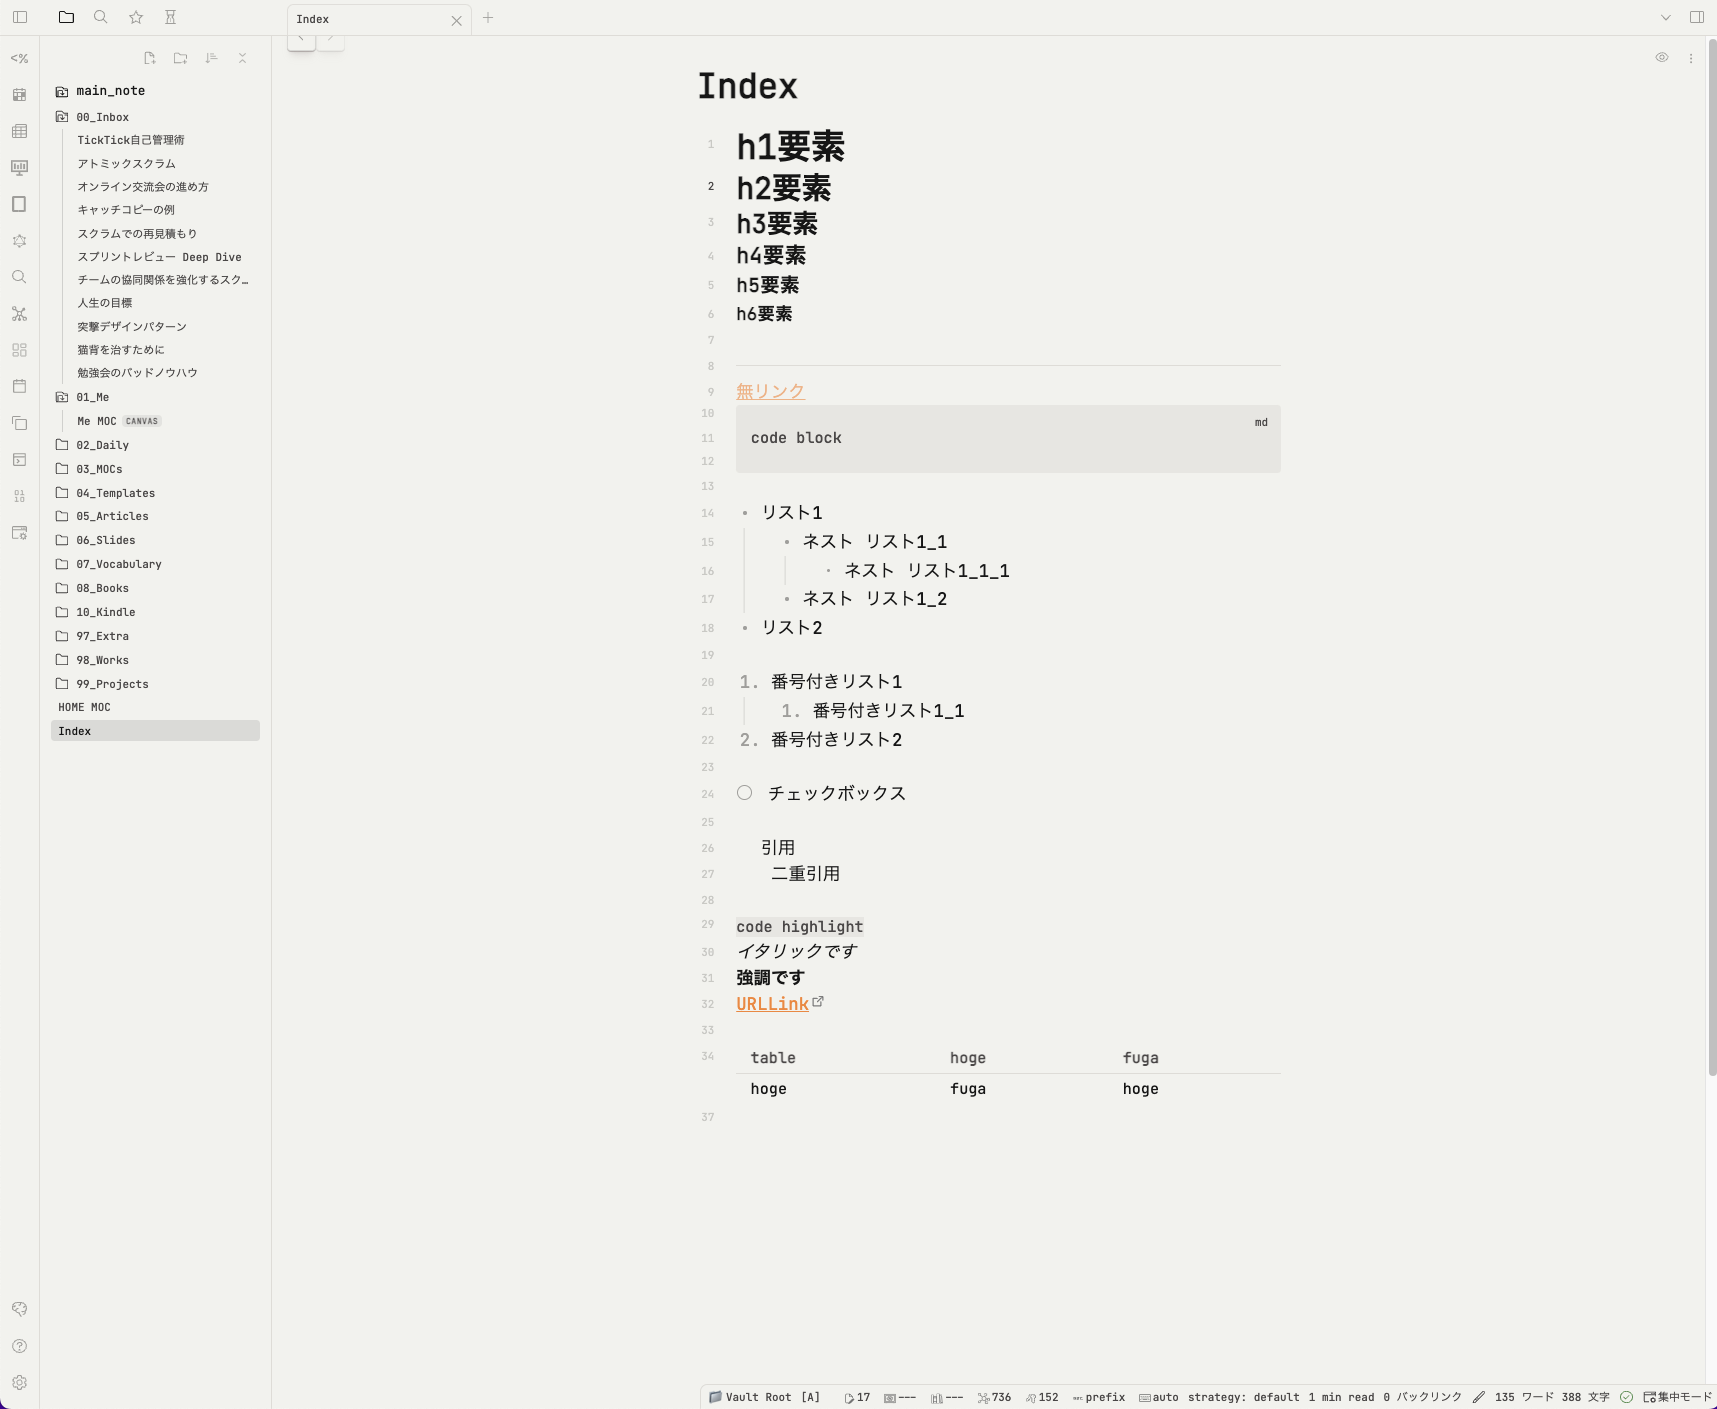 Index
<%
main_note
00_Inbox
TickTick自己管理術
アトミックスクラム
オンライン交流会の進め方
キャッチコピーの例
スクラムでの再見積もり
スプリントレビュー Deep Dive
チームの協同関係を強化するスク…
人生の目標
突撃デザインパターン
猫背を治すために
勉強会のバッドノウハウ
01_Me
Me MOC CANVAS
02_Daily
03_MOCs
04_Templates
05_Articles
06_Slides
07_Vocabulary
08_Books
10_Kindle
97_Extra
98_Works
99_Projects
HOME MOC
Index
Index
1 h1要素
2 h2要素
3 h3要素
4 h4要素
5 h5要素
6 h6要素
7
8
9 無リンク
10 md
11 code block
12
13
14 リスト1
15 ネスト リスト1_1
16 ネスト リスト1_1_1
17 ネスト リスト1_2
18 リスト2
19
20 1. 番号付きリスト1
21 1. 番号付きリスト1_1
22 2. 番号付きリスト2
23
24 チェックボックス
25
26 引用
27 二重引用
28
29 code highlight
30 イタリックです
31 強調です
32 URLLink
33
34 table hoge fuga
hoge fuga hoge
37
Vault Root [A] 17 --- --- 736 152 prefix auto strategy: default 1 min read 0 バックリンク 135 ワード 388 文字 集中モード